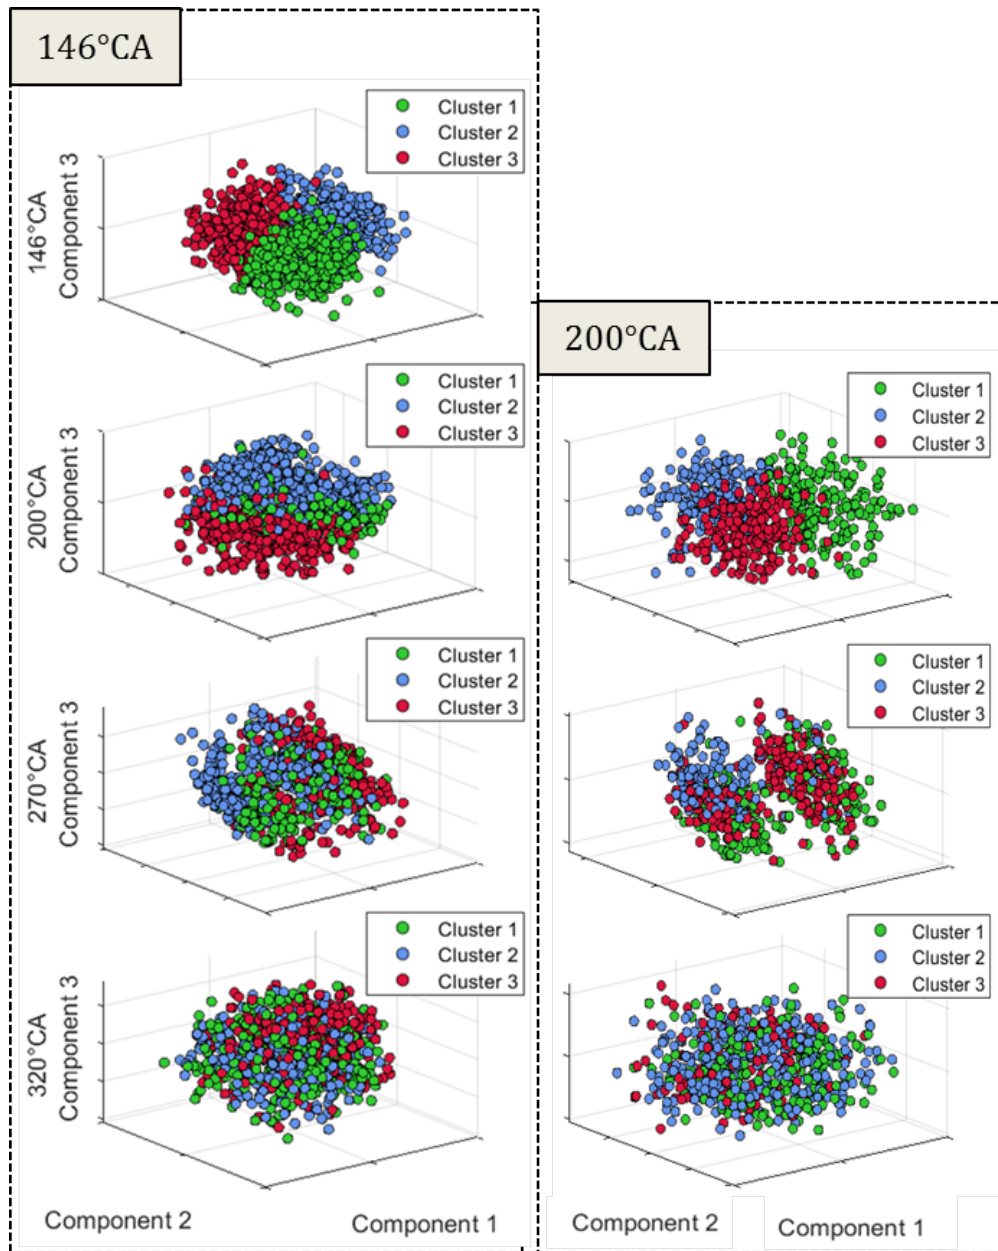 146°CA
Cluster 1
Cluster 2
Cluster 3
146°CA
Component 3
Cluster 1
Cluster 2
Cluster 3
200°CA
Component 3
Cluster 1
Cluster 2
Cluster 3
270°CA
Component 3
Cluster 1
Cluster 2
Cluster 3
320°CA
Component 3
Component 2
Component 1
200°CA
Cluster 1
Cluster 2
Cluster 3
Cluster 1
Cluster 2
Cluster 3
Cluster 1
Cluster 2
Cluster 3
Component 2
Component 1